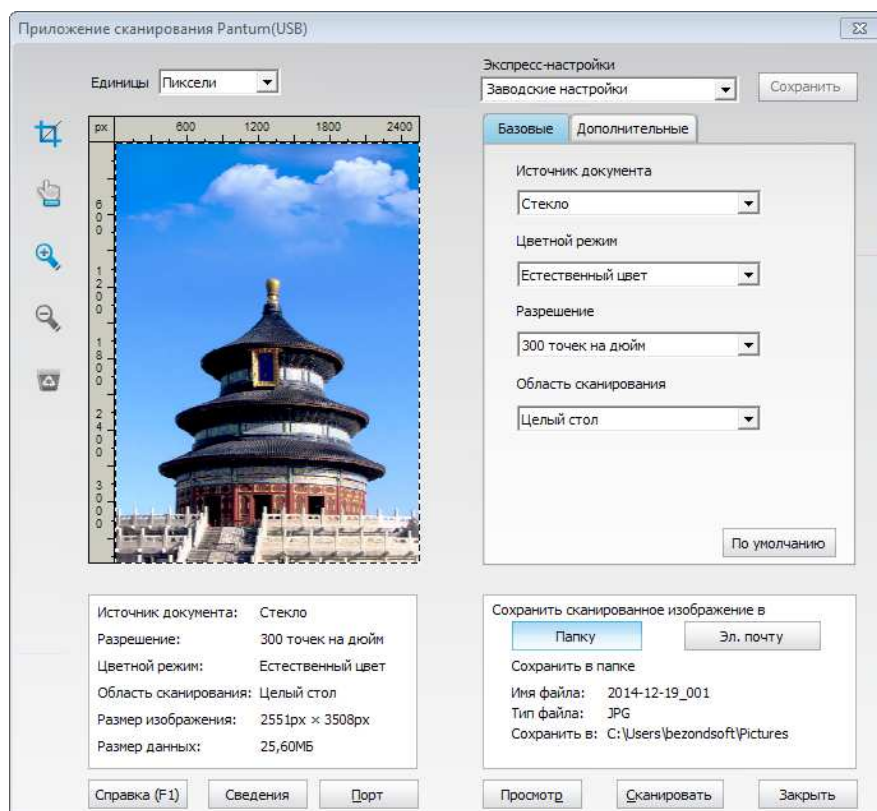 Приложение сканирования Pantum(USB)
Единицы Пиксели
Экспресс-настройки
Заводские настройки Сохранить
px 600 1200 1800 2400
Базовые Дополнительные
Источник документа
Стекло
600
Цветной режим
Естественный цвет
1200
Разрешение
300 точек на дюйм
1800
Область сканирования
Целый стол
2400
3000
По умолчанию
Источник документа: Стекло
Разрешение: 300 точек на дюйм
Цветной режим: Естественный цвет
Область сканирования: Целый стол
Размер изображения: 2551px × 3508px
Размер данных: 25,60МБ
Сохранить сканированное изображение в
Папку Эл. почту
Сохранить в папке
Имя файла: 2014-12-19_001
Тип файла: JPG
Сохранить в: C:\Users\bezondsoft\Pictures
Справка (F1) Сведения Порт Просмотр Сканировать Закрыть